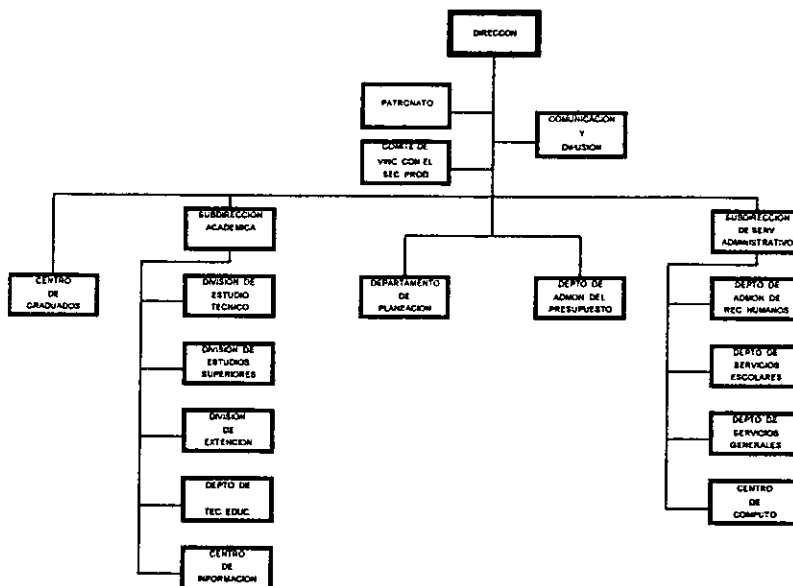 DIRECCION
PATRONATO
COMUNICACION
Y
DIFUSION
COMITE DE
VINC CON EL
SEC PROD
SUBDIRECCION
ACADEMICA
SUBDIRECCION
DE SERV
ADMINISTRATIVO
CENTRO
DE
GRADUADOS
DIVISION DE
ESTUDIO
TECNICO
DEPARTAMENTO
DE
PLANEACION
DEPTO DE
ADMON DEL
PRESUPUESTO
DEPTO DE
ADMON DE
REC HUMANOS
DIVISION DE
ESTUDIOS
SUPERIORES
DEPTO DE
SERVICIOS
ESCOLARES
DIVISION
DE
EXTENCION
DEPTO DE
SERVICIOS
GENERALES
DEPTO DE
TEC. EDUC.
CENTRO
DE
COMPUTO
CENTRO
DE
INFORMACION